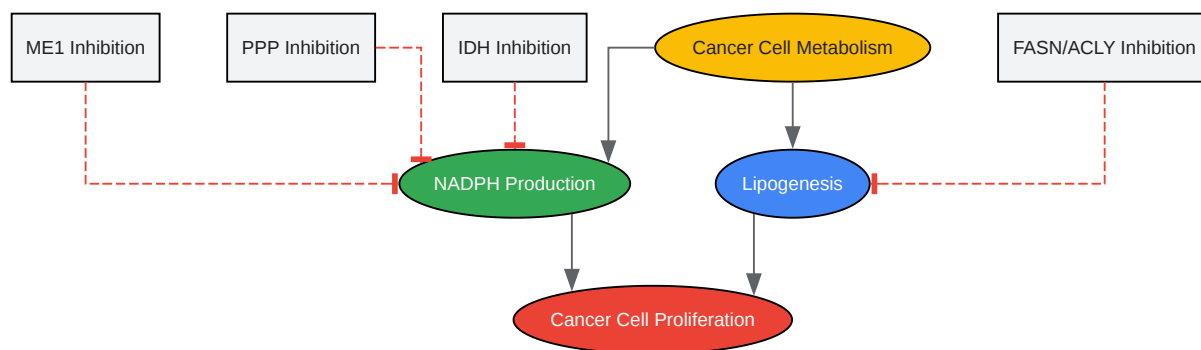 ME1 Inhibition
PPP Inhibition
IDH Inhibition
Cancer Cell Metabolism
FASN/ACLY Inhibition
NADPH Production
Lipogenesis
Cancer Cell Proliferation